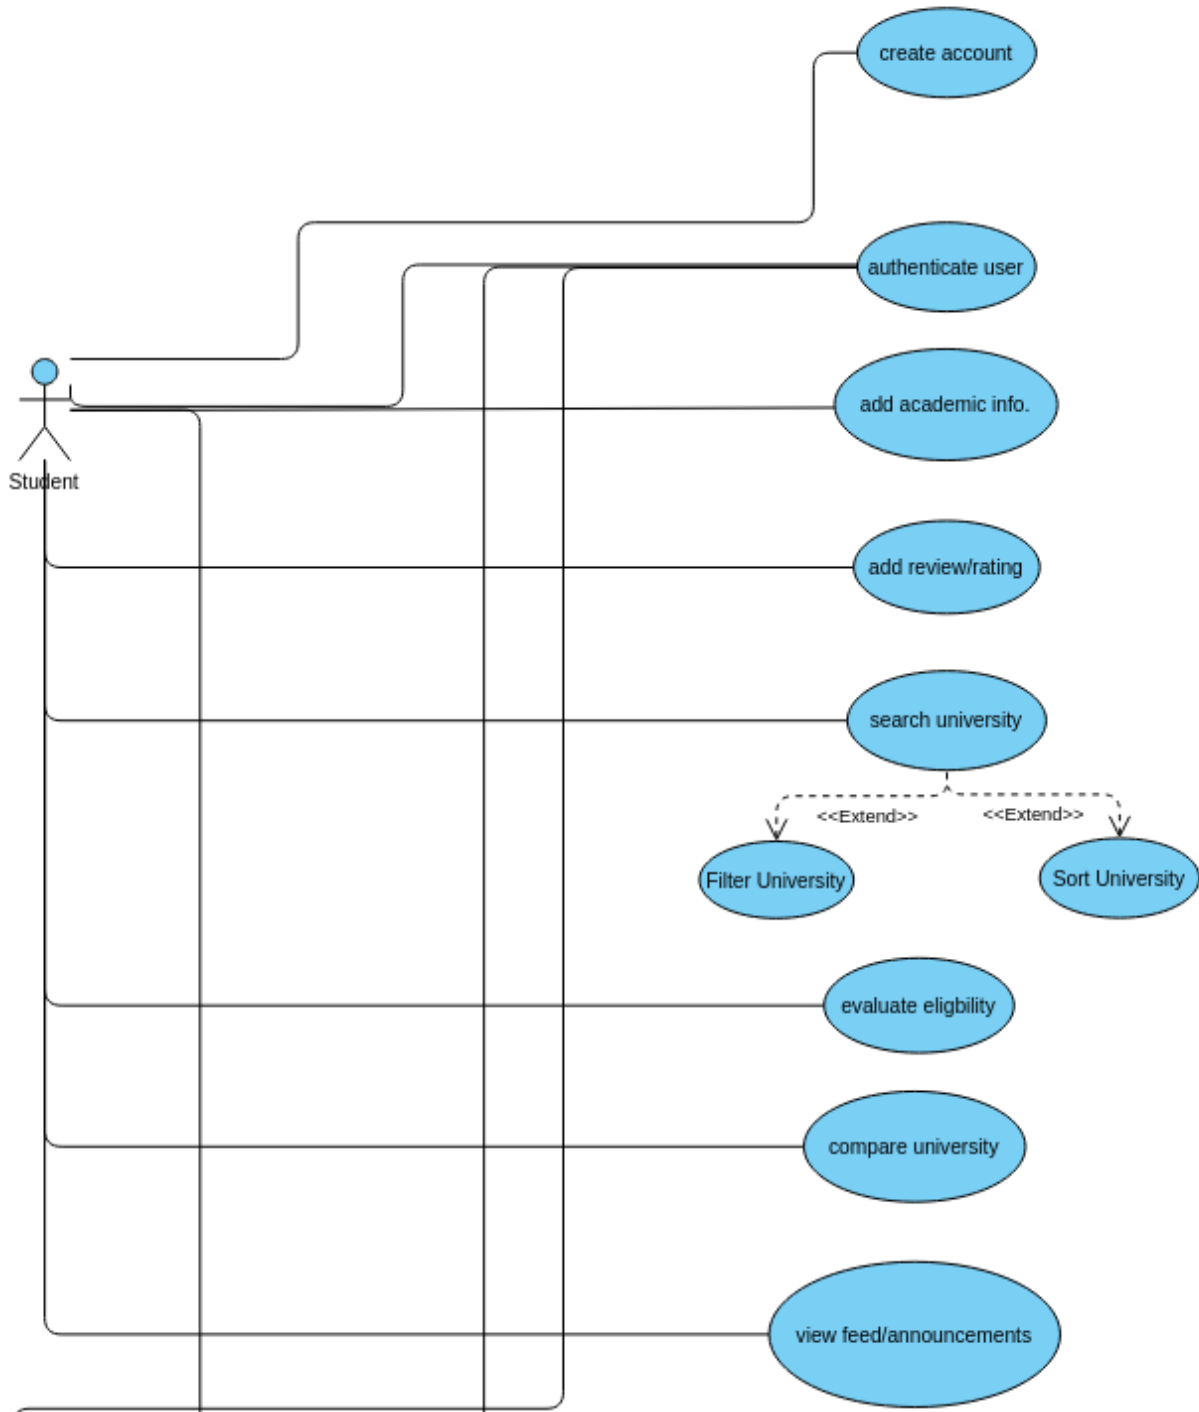 create account
authenticate user
add academic info.
Student
add review/rating
search university
<<Extend>>
<<Extend>>
Filter University
Sort University
evaluate eligbility
compare university
view feed/announcements